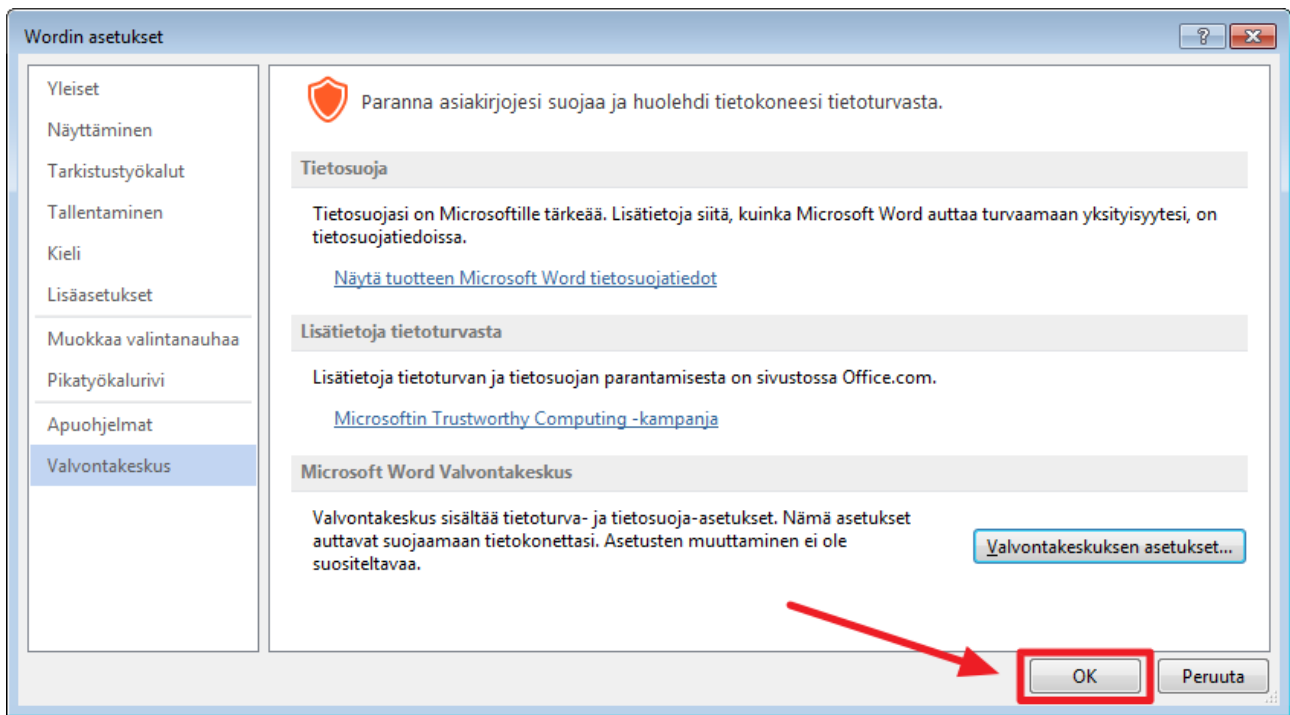 Wordin asetukset
Yleiset
Näyttäminen
Tarkistustyökalut
Tallentaminen
Kieli
Lisäasetukset
Muokkaa valintanauhaa
Pikatyökalurivi
Apuohjelmat
Valvontakeskus
Paranna asiakirjojesi suojaa ja huolehdi tietokoneesi tietoturvasta.
Tietosuoja
Tietosuojasi on Microsoftille tärkeää. Lisätietoja siitä, kuinka Microsoft Word auttaa turvaamaan yksityisyytesi, on
tietosuojatiedoissa.
Näytä tuotteen Microsoft Word tietosuojatiedot
Lisätietoja tietoturvasta
Lisätietoja tietoturvan ja tietosuojan parantamisesta on sivustossa Office.com.
Microsoftin Trustworthy Computing -kampanja
Microsoft Word Valvontakeskus
Valvontakeskus sisältää tietoturva- ja tietosuoja-asetukset. Nämä asetukset
auttavat suojaamaan tietokonettasi. Asetusten muuttaminen ei ole
suositeltavaa.
Valvontakeskuksen asetukset...
OK
Peruuta